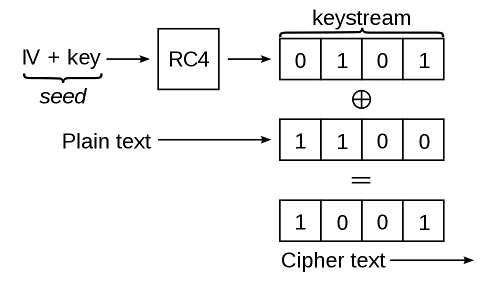 keystream
IV + key
RC4
0 1 0 1
seed
⊕
Plain text
1 1 0 0
=
1 0 0 1
Cipher text